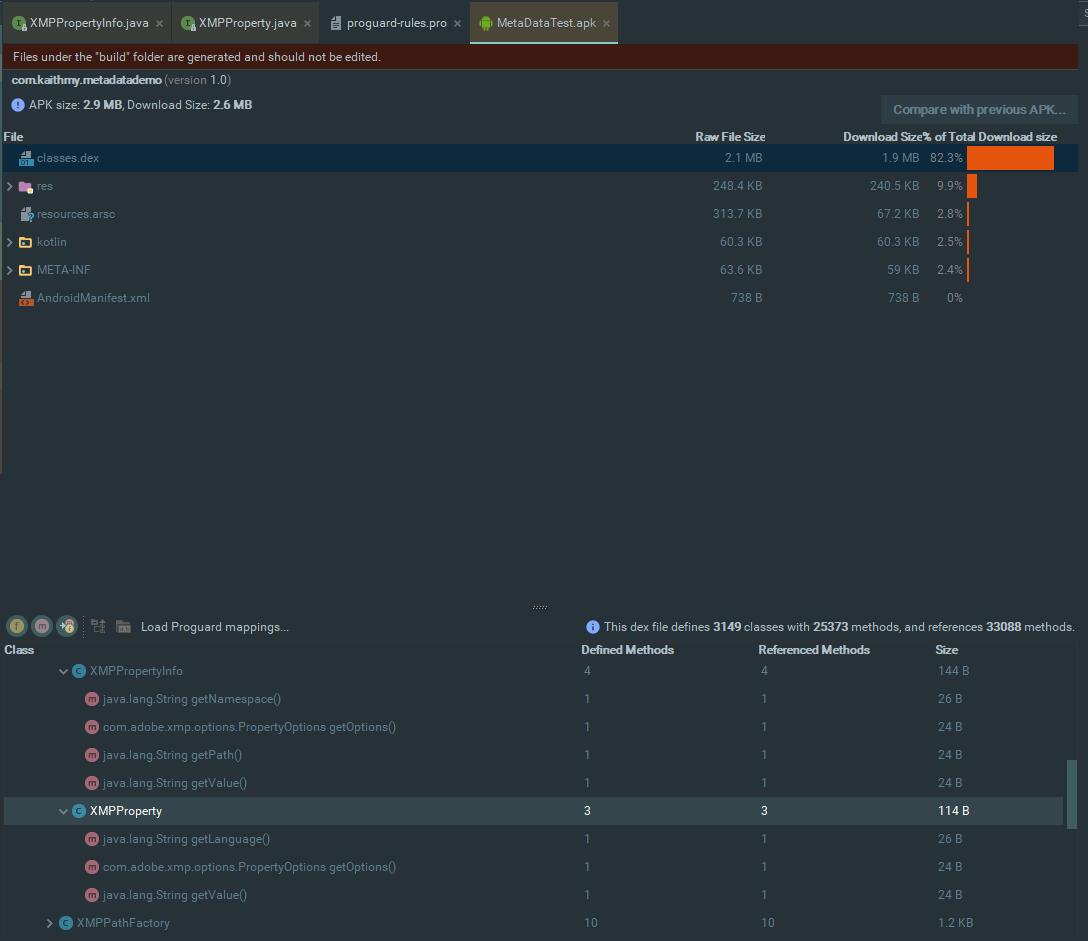 XMPPropertyInfo.java × XMPProperty.java × proguard-rules.pro × MetaDataTest.apk ×
Files under the "build" folder are generated and should not be edited.
com.kaithmy.metadatademo (version 1.0)
APK size: 2.9 MB, Download Size: 2.6 MB
Compare with previous APK...
File Raw File Size Download Size % of Total Download size
classes.dex 2.1 MB 1.9 MB 82.3%
res 248.4 KB 240.5 KB 9.9%
resources.arsc 313.7 KB 67.2 KB 2.8%
kotlin 60.3 KB 60.3 KB 2.5%
META-INF 63.6 KB 59 KB 2.4%
AndroidManifest.xml 738 B 738 B 0%
Load Proguard mappings... This dex file defines 3149 classes with 25373 methods, and references 33088 methods.
Class Defined Methods Referenced Methods Size
XMPPropertyInfo 4 4 144 B
java.lang.String getNamespace() 1 1 26 B
com.adobe.xmp.options.PropertyOptions getOptions() 1 1 24 B
java.lang.String getPath() 1 1 24 B
java.lang.String getValue() 1 1 24 B
XMPProperty 3 3 114 B
java.lang.String getLanguage() 1 1 26 B
com.adobe.xmp.options.PropertyOptions getOptions() 1 1 24 B
java.lang.String getValue() 1 1 24 B
XMPPathFactory 10 10 1.2 KB